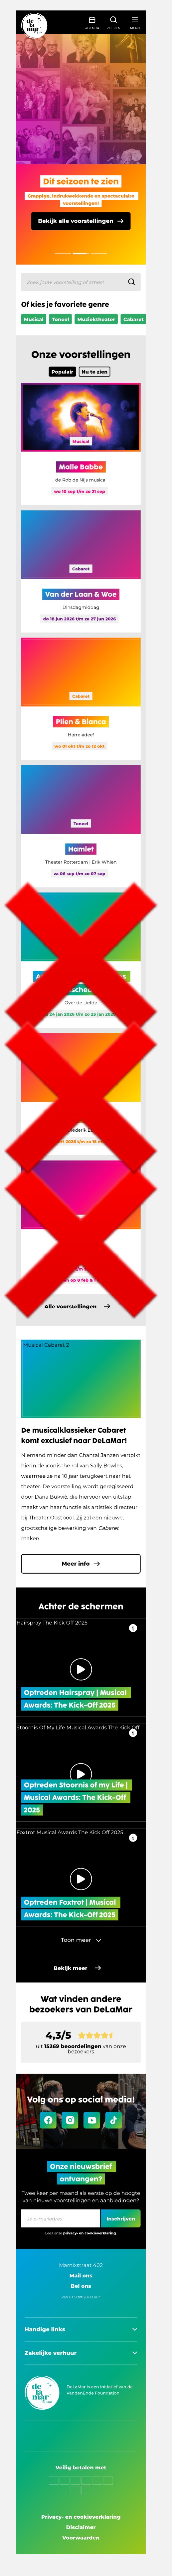 de
la
mar
AGENDA
ZOEKEN
MENU
Dit seizoen te zien
Grappige, indrukwekkende en spectaculaire
voorstellingen!
Bekijk alle voorstellingen
Zoek jouw voorstelling of artiest
Of kies je favoriete genre
Musical Toneel Muziektheater Cabaret
Onze voorstellingen
Populair Nu te zien
Musical
Malle Babbe
de Rob de Nijs musical
wo 10 sep t/m zo 21 sep
Cabaret
Van der Laan & Woe
Dinsdagmiddag
do 18 jun 2026 t/m za 27 jun 2026
Cabaret
Plien & Bianca
Harrekidee!
wo 01 okt t/m zo 12 okt
Toneel
Hamlet
Theater Rotterdam | Erik Whien
za 06 sep t/m zo 07 sep
Over de Liefde
24 jan 2026 t/m zo 25 jan 2026
Alle voorstellingen
Musical Cabaret 2
De musicalklassieker Cabaret
komt exclusief naar DeLaMar!
Niemand minder dan Chantal Janzen vertolkt
hierin de iconische rol van Sally Bowles,
waarmee ze na 10 jaar terugkeert naar het
theater. De voorstelling wordt geregisseerd
door Daria Bukvić, die hiervoor een uitstap
maakt van haar functie als artistiek directeur
bij Theater Oostpool. Zij zal een nieuwe,
grootschalige bewerking van Cabaret
maken.
Meer info
Achter de schermen
Hairspray The Kick Off 2025
Optreden Hairspray | Musical
Awards: The Kick-Off 2025
Stoornis Of My Life Musical Awards The Kick Off
Optreden Stoornis of my life |
Musical Awards: The Kick-Off
2025
Foxtrot Musical Awards The Kick Off 2025
Optreden Foxtrot | Musical
Awards: The Kick-Off 2025
Toon meer
Bekijk meer
Wat vinden andere
bezoekers van DeLaMar
4,3/5
uit 15269 beoordelingen van onze
bezoekers
Volg ons op social media!
Onze nieuwsbrief
ontvangen?
Twee keer per maand als eerste op de hoogte
van nieuwe voorstellingen en aanbiedingen?
Je e-mailadres
Inschrijven
Lees onze privacy- en cookieverklaring
Marnixstraat 402
Mail ons
Bel ons
Handige links
Zakelijke verhuur
de
la
mar
DeLaMar is een initiatief van de
VandenEnde Foundation
Veilig betalen met
Privacy- en cookieverklaring
Disclaimer
Voorwaarden